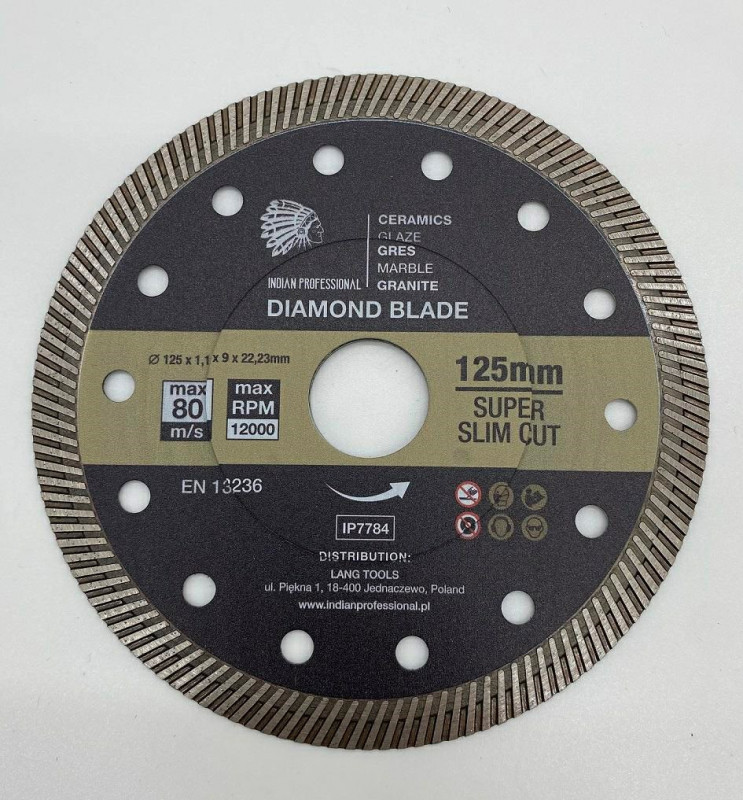 CERAMICS
GLAZE
GRES
MARBLE
INDIAN PROFESSIONAL GRANITE
DIAMOND BLADE
Ø 125 x 1,1 x 9 x 22,23mm
max
80
m/s
max
RPM
12000
125mm
SUPER
SLIM CUT
EN 13236
IP7784
DISTRIBUTION:
LANG TOOLS
ul. Piękna 1, 18-400 Jednaczewo, Poland
www.indianprofessional.pl